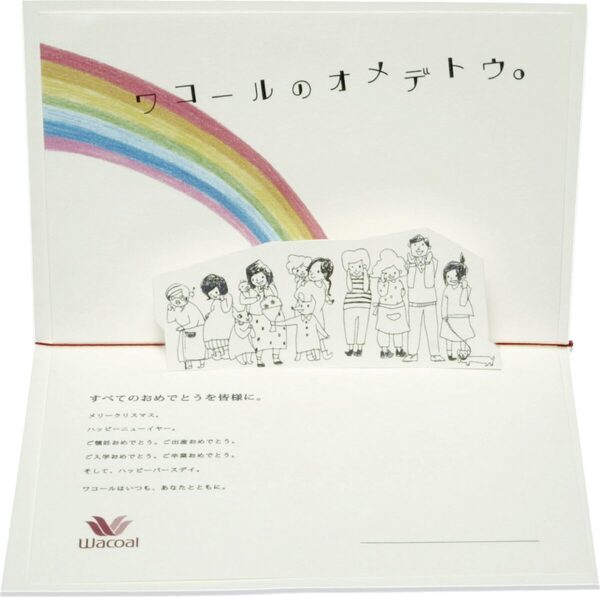 ワコールのオメデトウ。
すべてのおめでとうを皆様に。
メリークリスマス。
ハッピーニューイヤー。
ご婚約おめでとう。ご出産おめでとう。
ご入学おめでとう。ご卒業おめでとう。
そして、ハッピーバースデイ。
ワコールはいつも、あなたとともに。
Wacoal